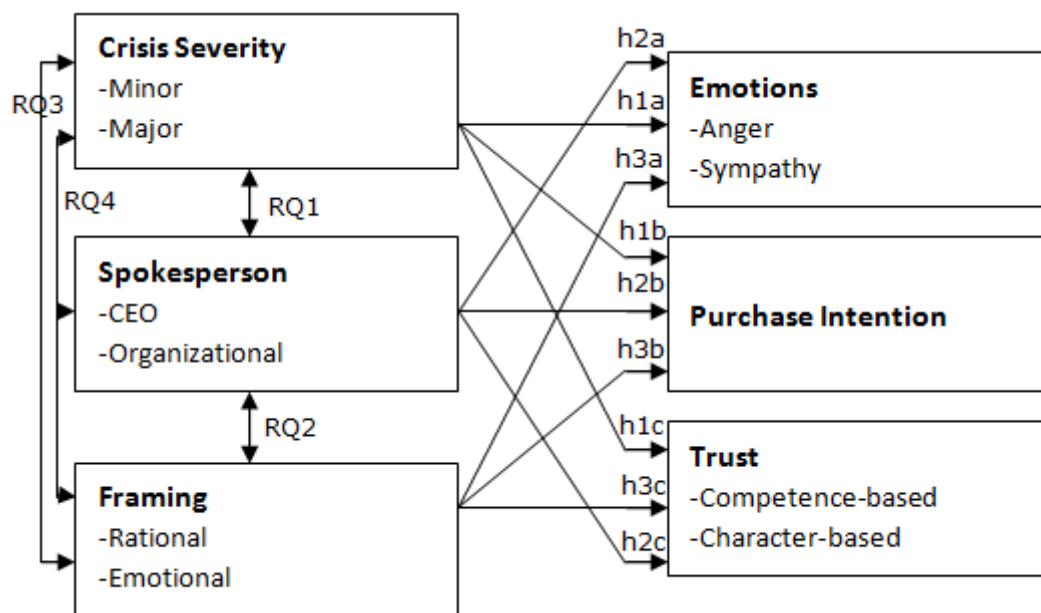 Crisis Severity
-Minor
-Major
RQ3
RQ4
RQ1
Spokesperson
-CEO
-Organizational
RQ2
Framing
-Rational
-Emotional
h2a
h1a
h3a
h1b
h2b
h3b
h1c
h3c
h2c
Emotions
-Anger
-Sympathy
Purchase Intention
Trust
-Competence-based
-Character-based